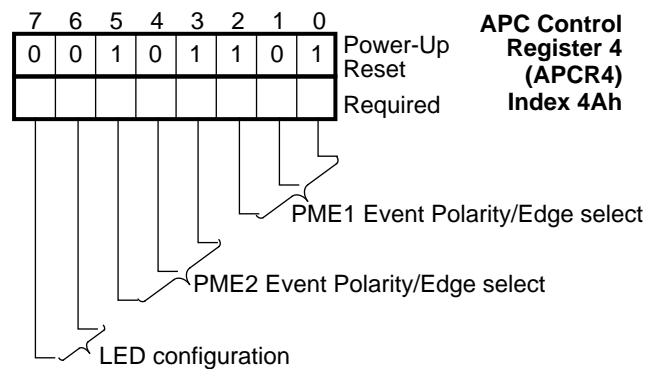 7 6 5 4 3 2 1 0
0 0 1 0 1 1 0 1
Power-Up
Reset
Required
APC Control
Register 4
(APCR4)
Index 4Ah
PME1 Event Polarity/Edge select
PME2 Event Polarity/Edge select
LED configuration